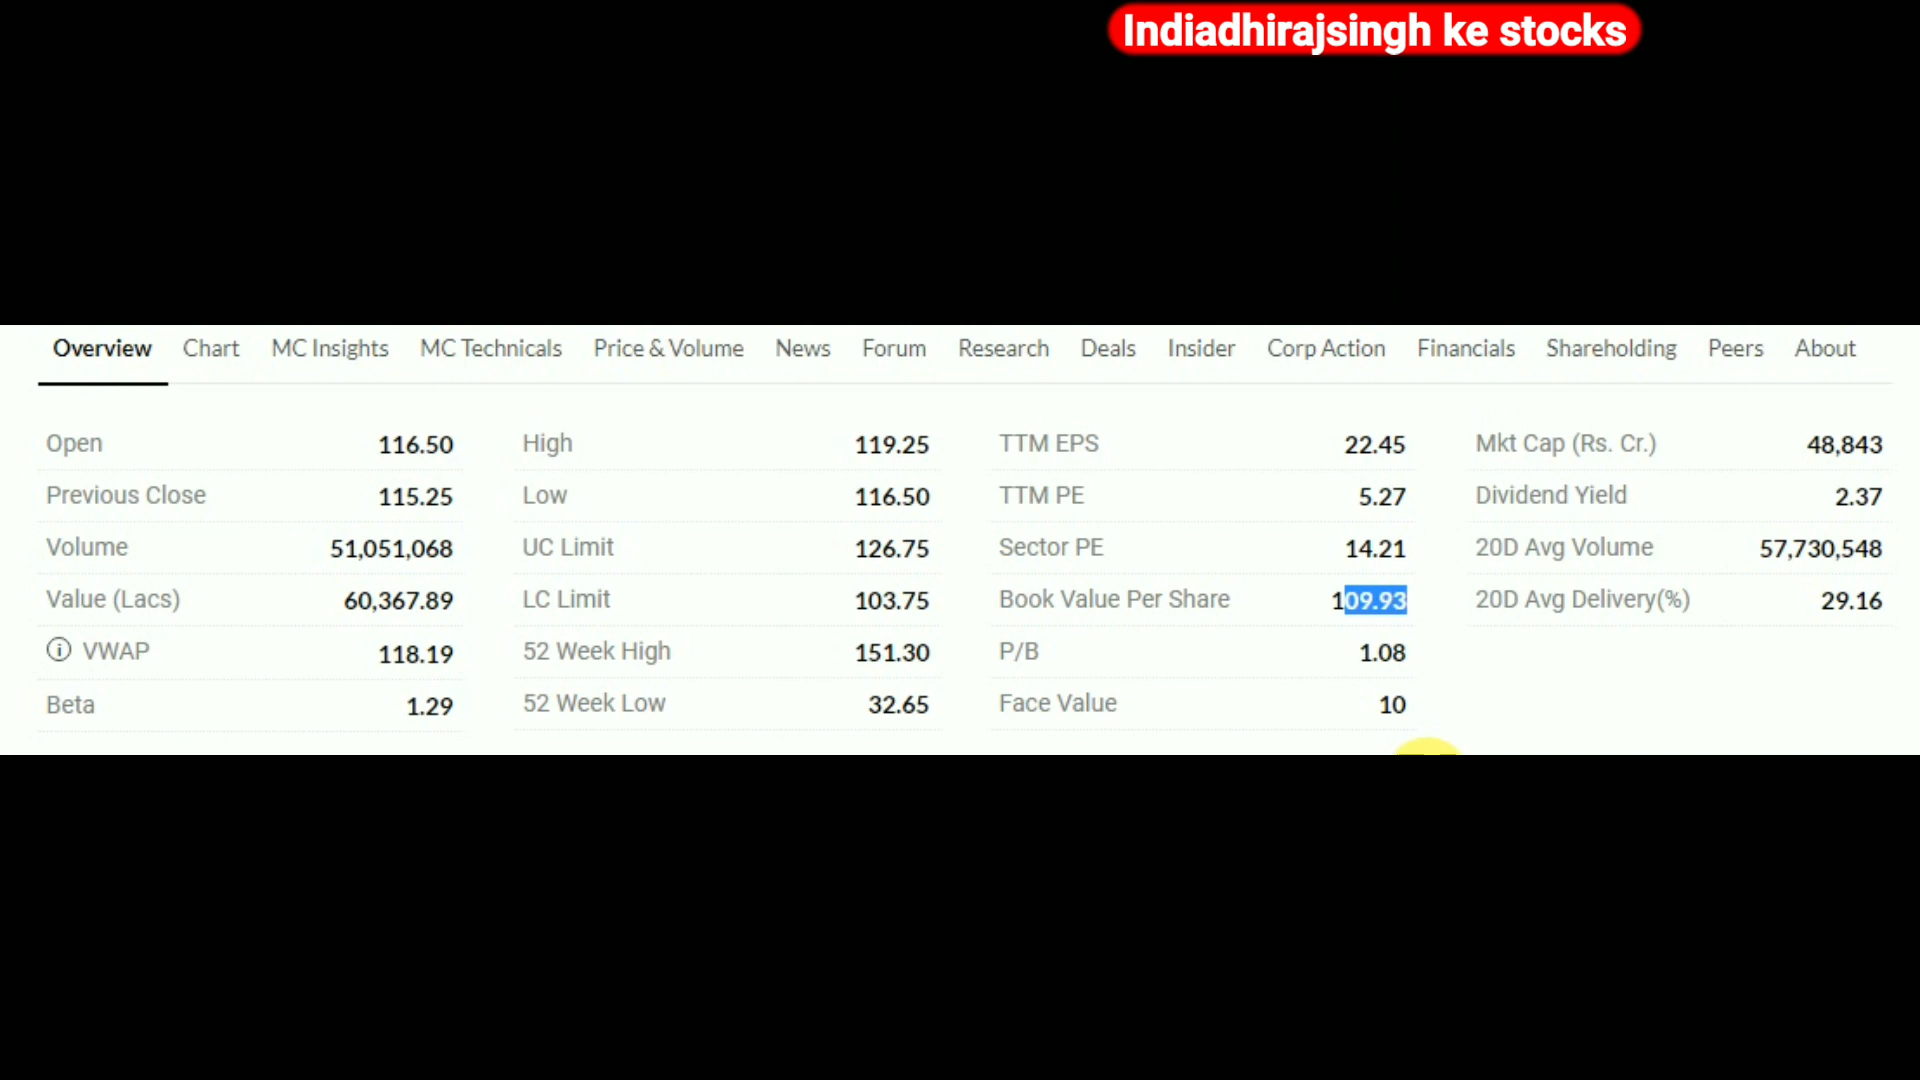 Indiadhirajsingh ke stocks
Overview Chart MC Insights MC Technicals Price & Volume News Forum Research Deals Insider Corp Action Financials Shareholding Peers About
Open 116.50 High 119.25 TTM EPS 22.45 Mkt Cap (Rs. Cr.) 48,843
Previous Close 115.25 Low 116.50 TTM PE 5.27 Dividend Yield 2.37
Volume 51,051,068 UC Limit 126.75 Sector PE 14.21 20D Avg Volume 57,730,548
Value (Lacs) 60,367.89 LC Limit 103.75 Book Value Per Share 109.93 20D Avg Delivery(%) 29.16
VWAP 118.19 52 Week High 151.30 P/B 1.08
Beta 1.29 52 Week Low 32.65 Face Value 10